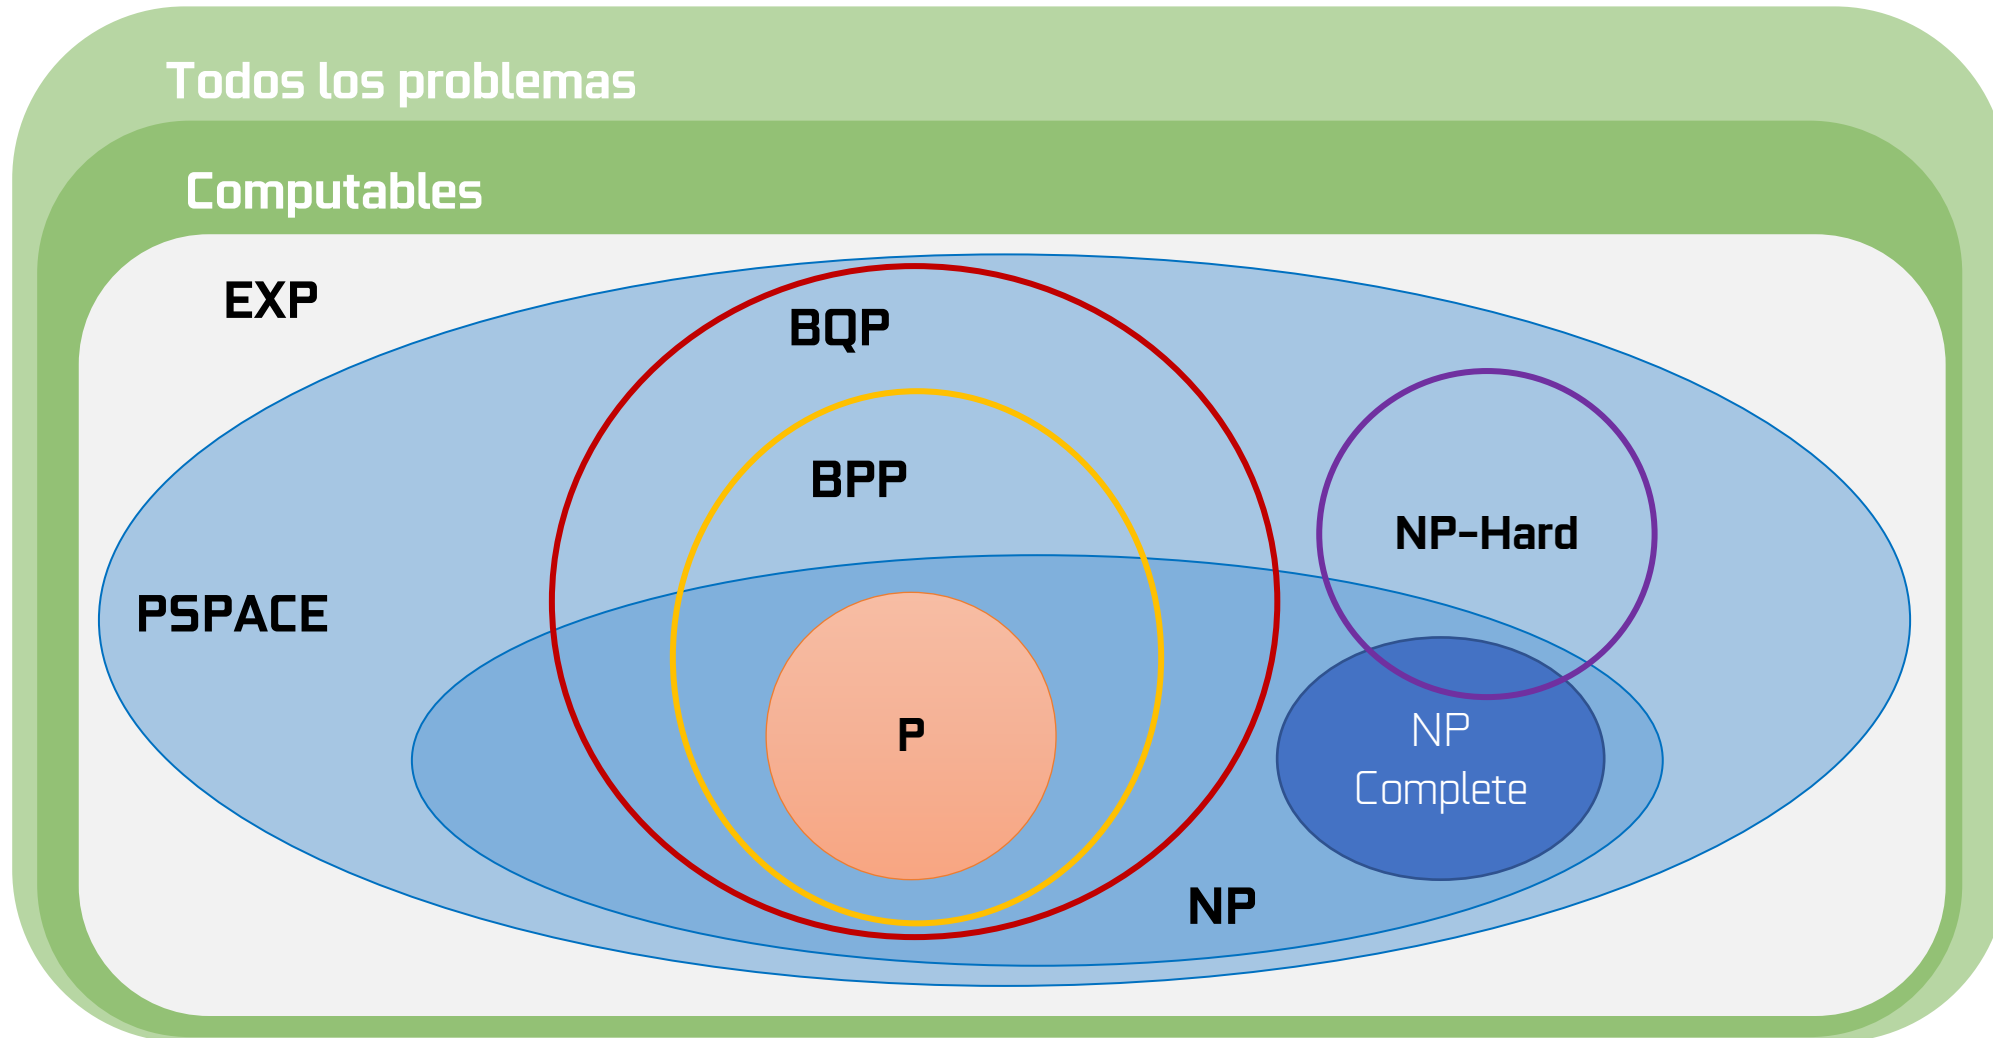 Todos los problemas
Computables
EXP
BQP
BPP
NP-Hard
PSPACE
P
NP
Complete
NP